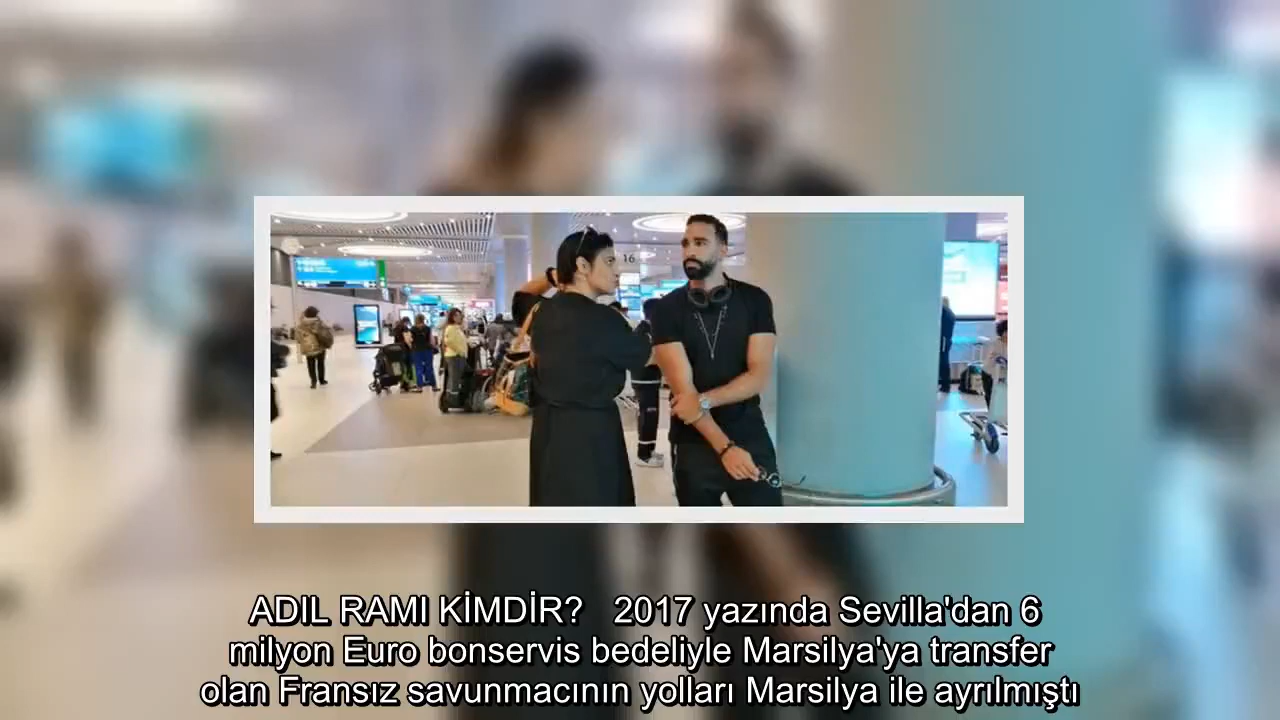 16
ADIL RAMI KİMDİR? 2017 yazında Sevilla'dan 6
milyon Euro bonservis bedeliyle Marsilya'ya transfer
olan Fransız savunmacının yolları Marsilya ile ayrılmıştı